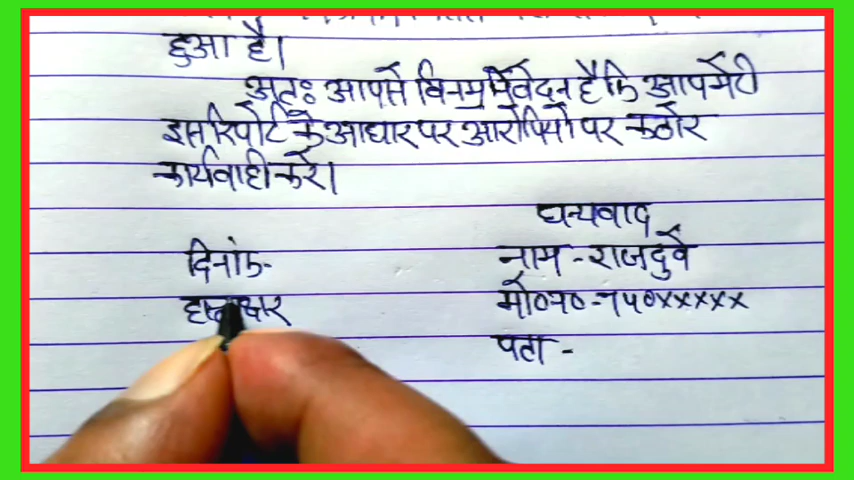 हुआ है।
अतः आपसे विनम्र निवेदन है कि आप मेरी
इस रिपोर्ट के आधार पर आरोपियो पर कठोर
कार्यवाही करे।
धन्यवाद
दिनांक- नाम - राज दुर्वे
हस्ताक्षर मो०न०-750xxxxx
पता -